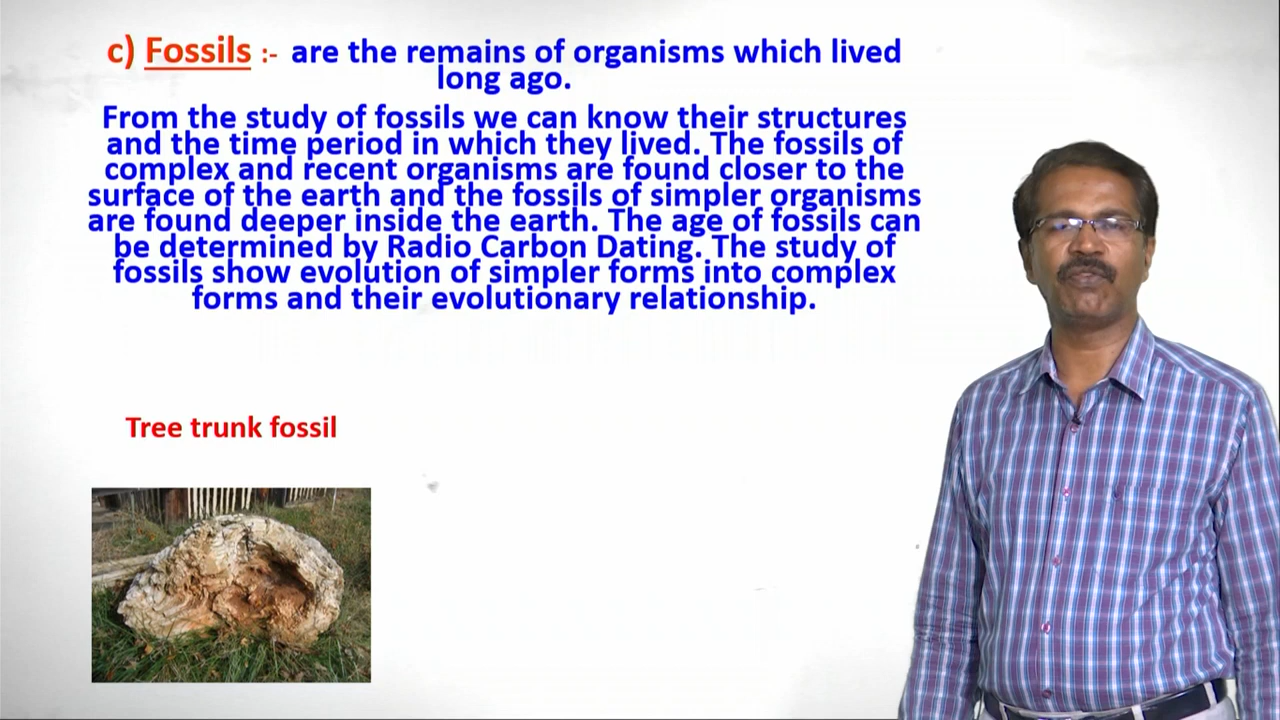 c) Fossils :- are the remains of organisms which lived
long ago.
From the study of fossils we can know their structures
and the time period in which they lived. The fossils of
complex and recent organisms are found closer to the
surface of the earth and the fossils of simpler organisms
are found deeper inside the earth. The age of fossils can
be determined by Radio Carbon Dating. The study of
fossils show evolution of simpler forms into complex
forms and their evolutionary relationship.
Tree trunk fossil